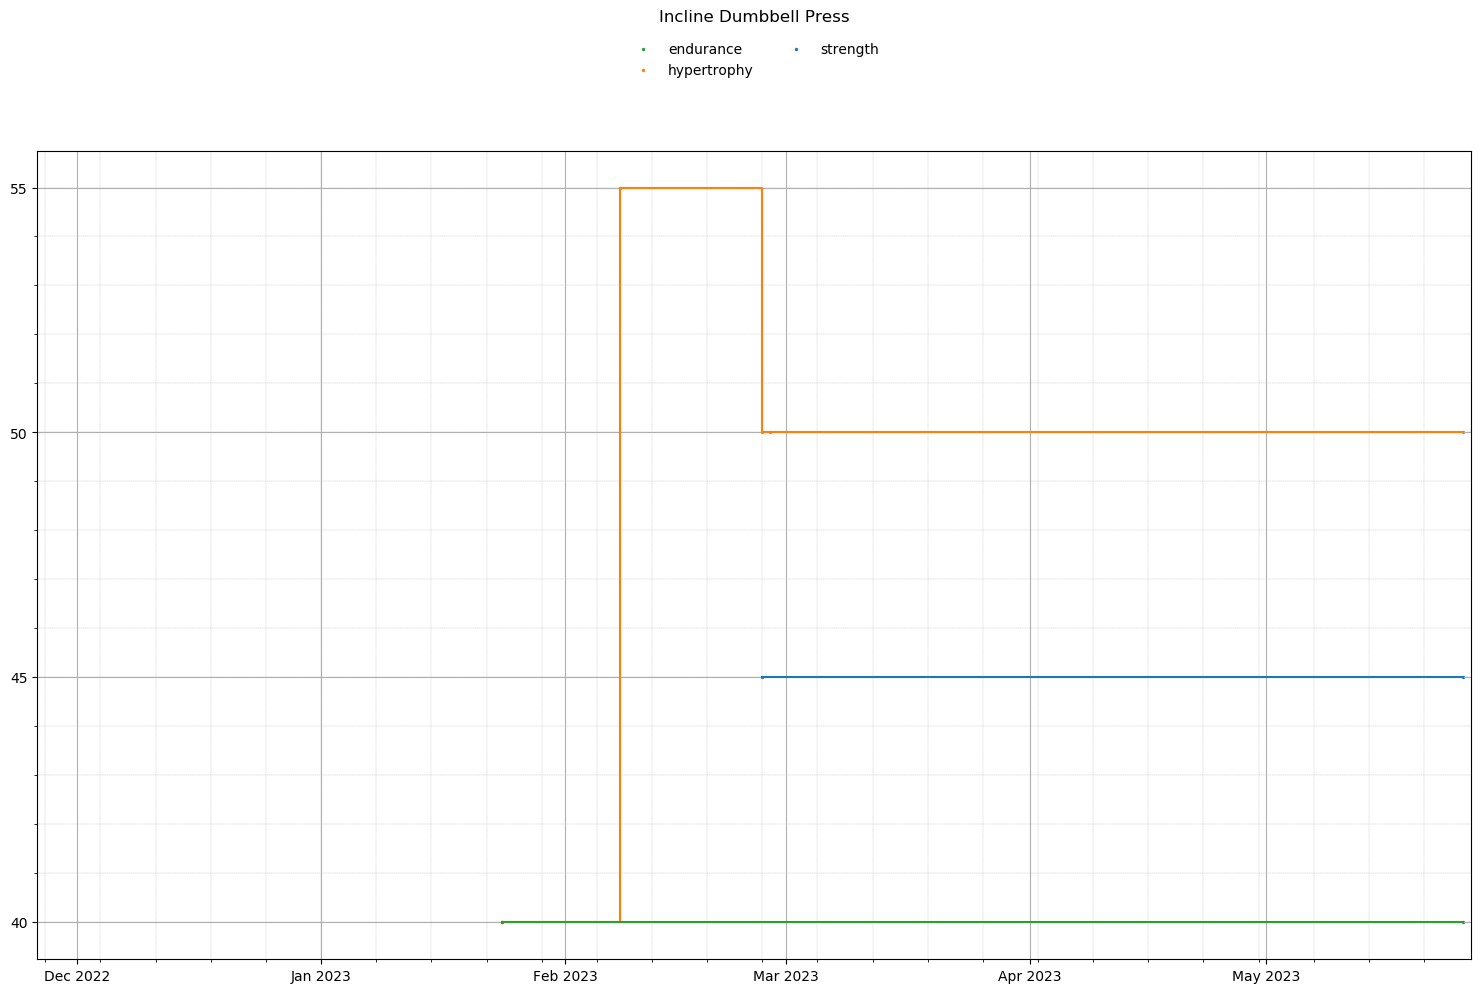 Incline Dumbbell Press
endurance strength
hypertrophy
55
50
45
40
Dec 2022 Jan 2023 Feb 2023 Mar 2023 Apr 2023 May 2023